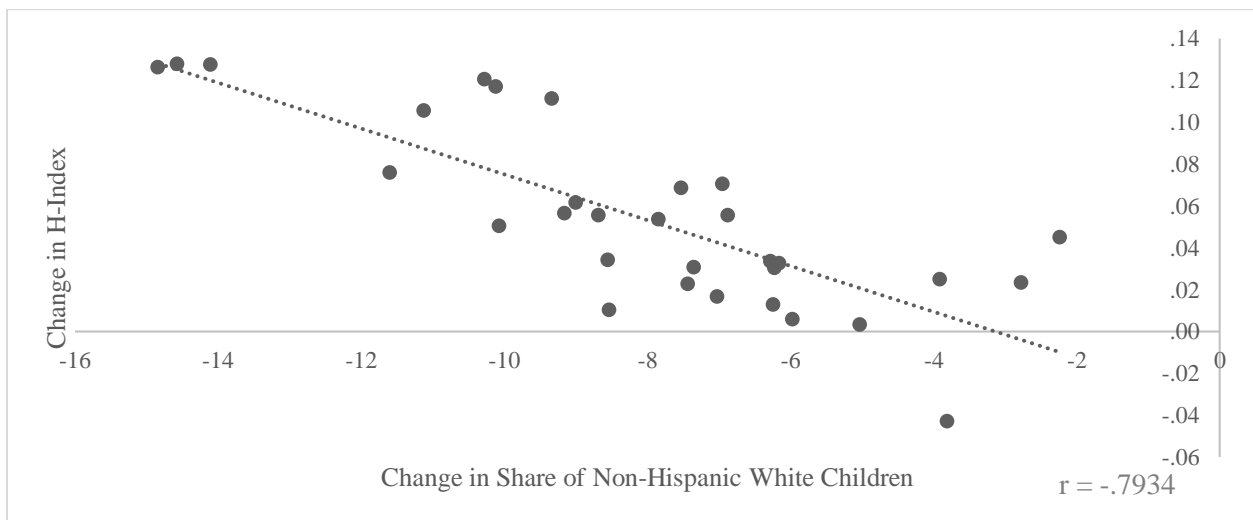 .14
.12
.10
.08
.06
.04
.02
.00
-.02
-.04
-.06
Change in H-Index
-16 -14 -12 -10 -8 -6 -4 -2 0
Change in Share of Non-Hispanic White Children
r = -.7934